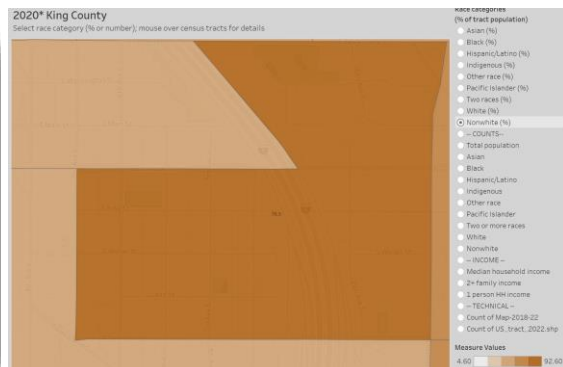 2020* King County
Select race category (% or number); mouse over census tracts for details
Race categories
(% of tract population)
Asian (%)
Black (%)
Hispanic/Latino (%)
Indigenous (%)
Other race (%)
Pacific Islander (%)
Two races (%)
White (%)
Nonwhite (%)
-- COUNTS--
Total population
Asian
Black
Hispanic/Latino
Indigenous
Other race
Pacific Islander
Two or more races
White
Nonwhite
-- INCOME --
Median household income
2+ family income
1 person HH income
-- TECHNICAL --
Count of Map-2018-22
Count of US_tract_2022.shp
Measure Values
4.60 92.60